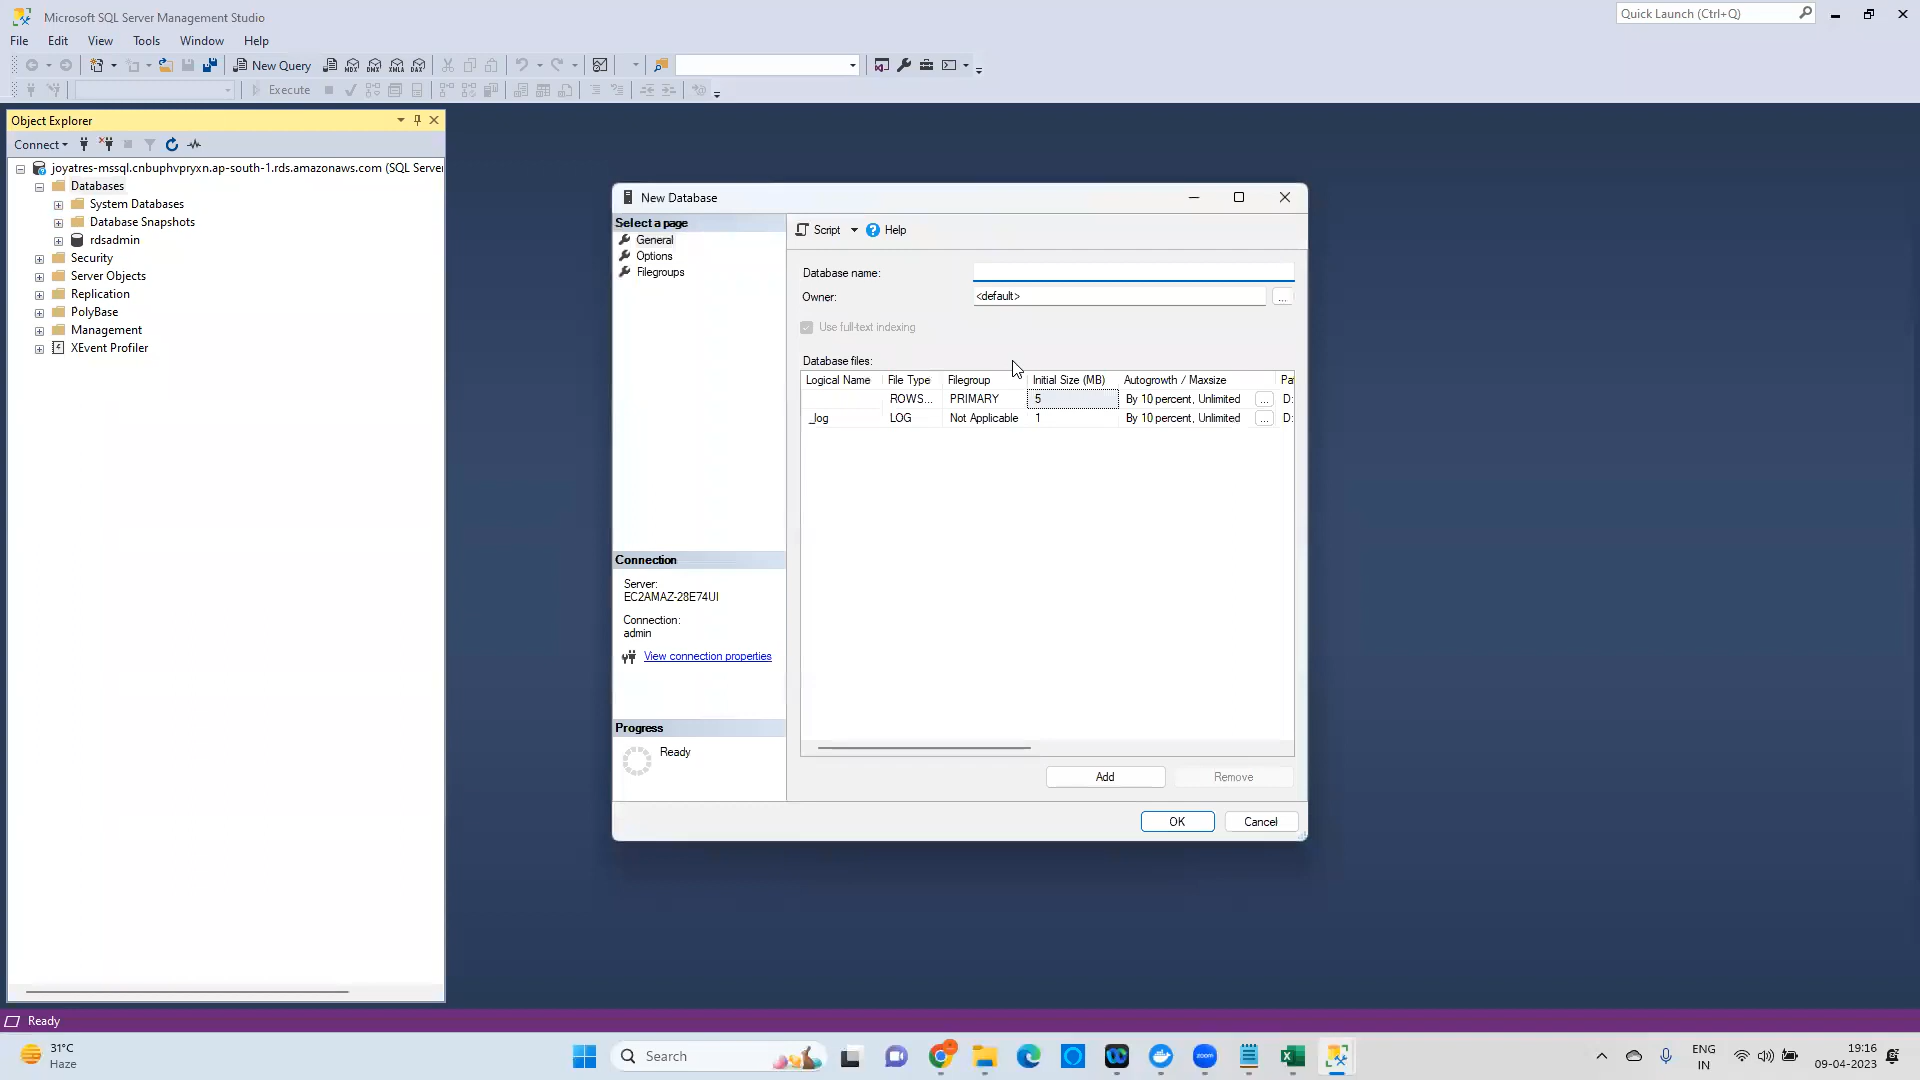 Microsoft SQL Server Management Studio
Quick Launch (Ctrl+Q)
File Edit View Tools Window Help
New Query
Execute
Object Explorer
Connect
joyatres-mssql.cnbuphvpryxn.ap-south-1.rds.amazonaws.com (SQL Server
Databases
System Databases
Database Snapshots
rdsadmin
Security
Server Objects
Replication
PolyBase
Management
XEvent Profiler
New Database
Select a page
General
Options
Filegroups
Connection
Server:
EC2AMAZ-28E74UI
Connection:
admin
View connection properties
Progress
Ready
Script Help
Database name:
Owner: <default> ...
Use full-text indexing
Database files:
Logical Name File Type Filegroup Initial Size (MB) Autogrowth / Maxsize Pa
ROWS... PRIMARY 5 By 10 percent, Unlimited ... D:
_log LOG Not Applicable 1 By 10 percent, Unlimited ... D:
Add Remove
OK Cancel
Ready
31°C
Haze
Search
zoom
ENG
IN
19:16
09-04-2023